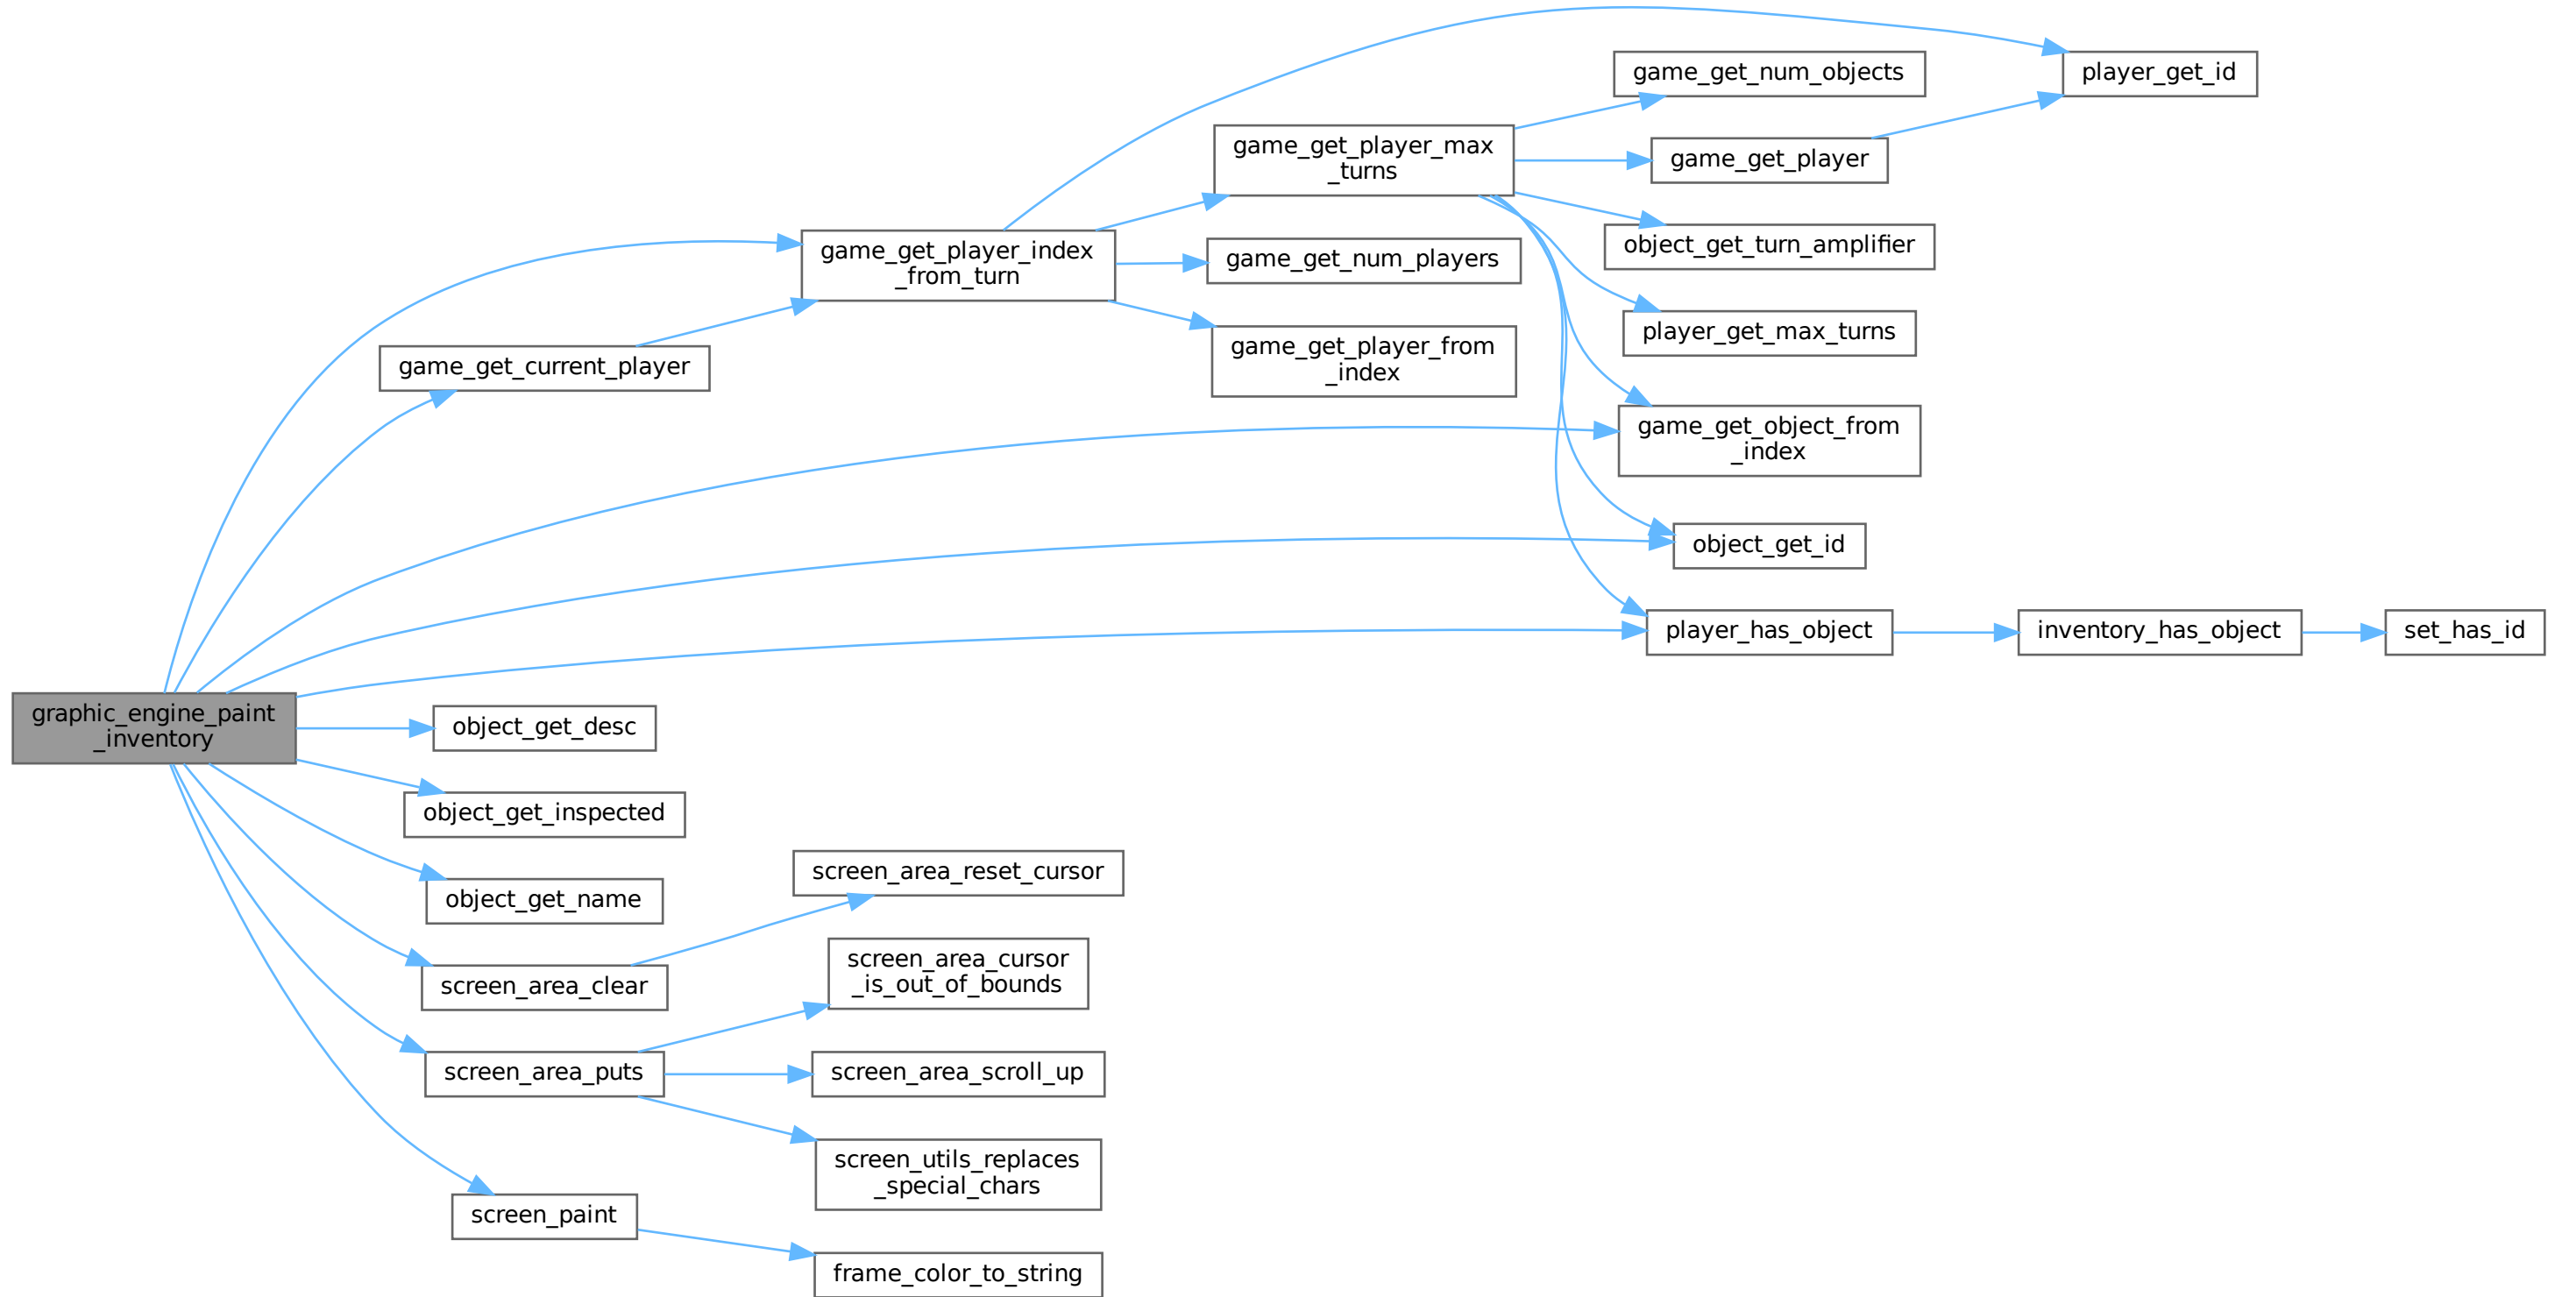 graphic_engine_paint
_inventory
game_get_current_player
object_get_desc
object_get_inspected
object_get_name
screen_area_clear
screen_area_puts
screen_paint
game_get_player_index
_from_turn
screen_area_reset_cursor
screen_area_cursor
_is_out_of_bounds
screen_area_scroll_up
screen_utils_replaces
_special_chars
frame_color_to_string
game_get_player_max
_turns
game_get_num_players
game_get_player_from
_index
game_get_num_objects
game_get_player
object_get_turn_amplifier
player_get_max_turns
game_get_object_from
_index
object_get_id
player_has_object
player_get_id
inventory_has_object
set_has_id